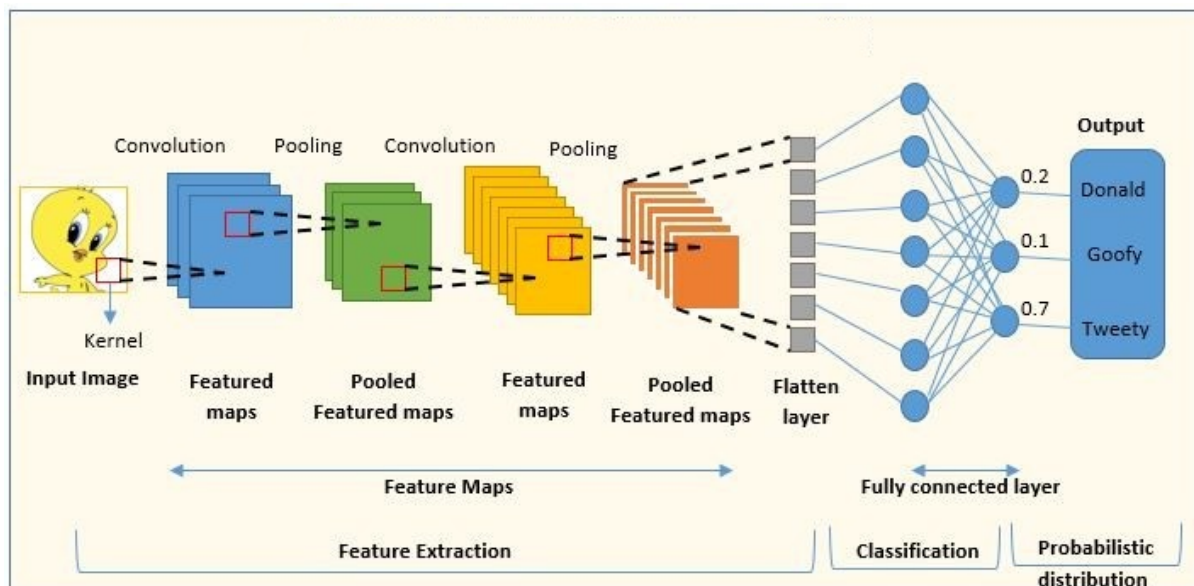 Convolution
Pooling
Convolution
Pooling
Output
0.2
Donald
0.1
Goofy
0.7
Tweety
Kernel
Input Image
Featured
maps
Pooled
Featured maps
Featured
maps
Pooled
Featured maps
Flatten
layer
Feature Maps
Fully connected layer
Feature Extraction
Classification
Probabilistic
distribution